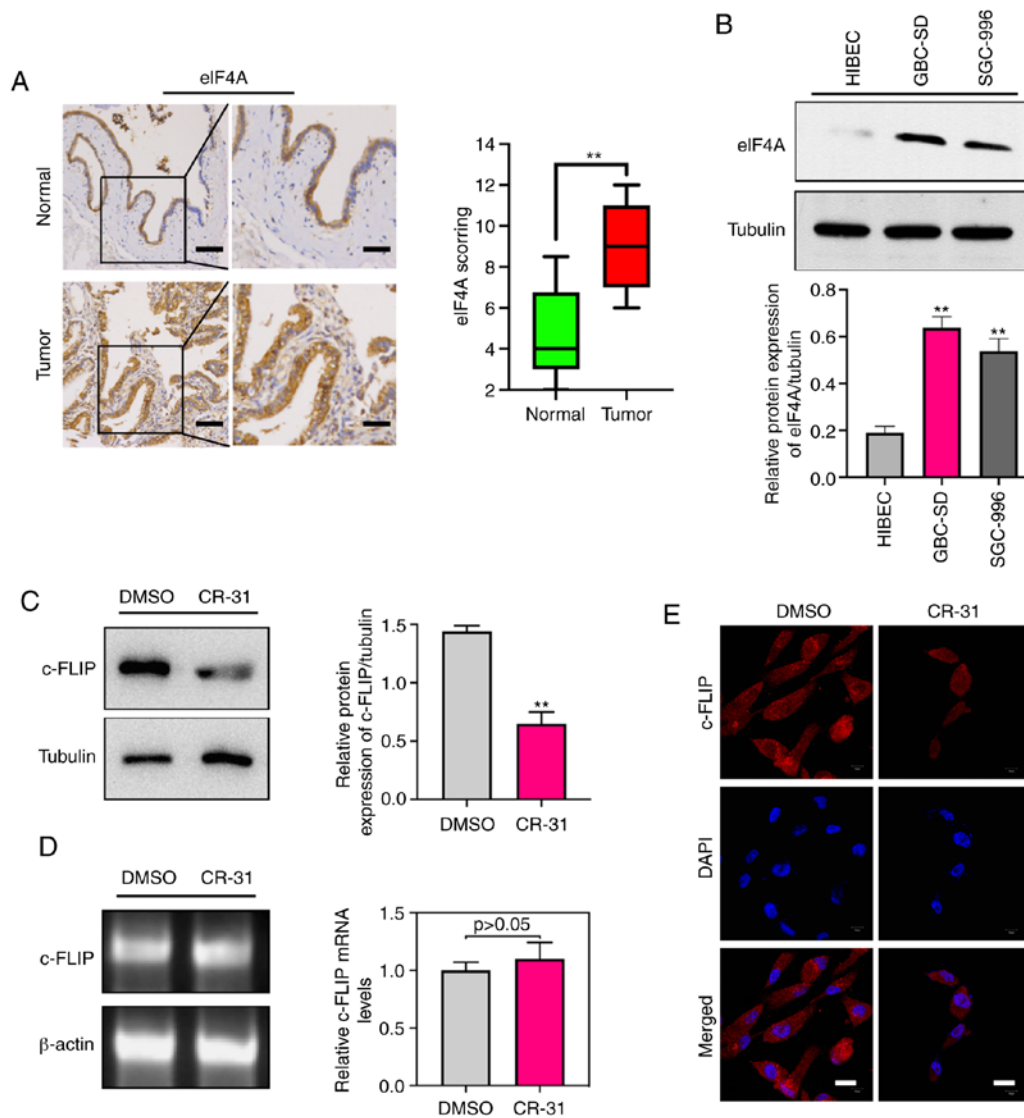 A
eIF4A
Normal
Tumor
eIF4A scorring
14
12
10
8
6
4
2
**
Normal Tumor
B
HIBEC
GBC-SD
SGC-996
eIF4A
Tubulin
Relative protein expression
of eIF4A/tubulin
0.8
0.6
0.4
0.2
0.0
**
**
HIBEC
GBC-SD
SGC-996
C
DMSO CR-31
c-FLIP
Tubulin
Relative protein
expression of c-FLIP/tubulin
1.5
1.0
0.5
0.0
**
DMSO CR-31
D
DMSO CR-31
c-FLIP
β-actin
Relative c-FLIP mRNA
levels
1.5
1.0
0.5
0.0
p>0.05
DMSO CR-31
E
DMSO CR-31
c-FLIP
DAPI
Merged